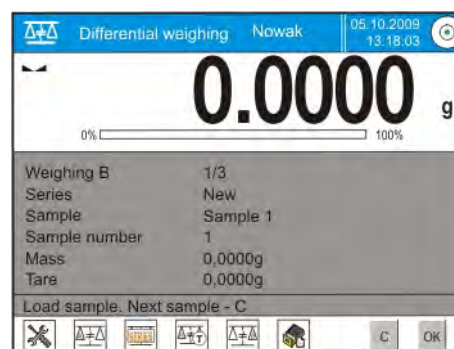 Differential weighing Nowak 05.10.2009
13:18:03
0.0000 g
0% 100%
Weighing B 1/3
Series New
Sample Sample 1
Sample number 1
Mass 0,0000g
Tare 0,0000g
Load sample. Next sample - C
C OK